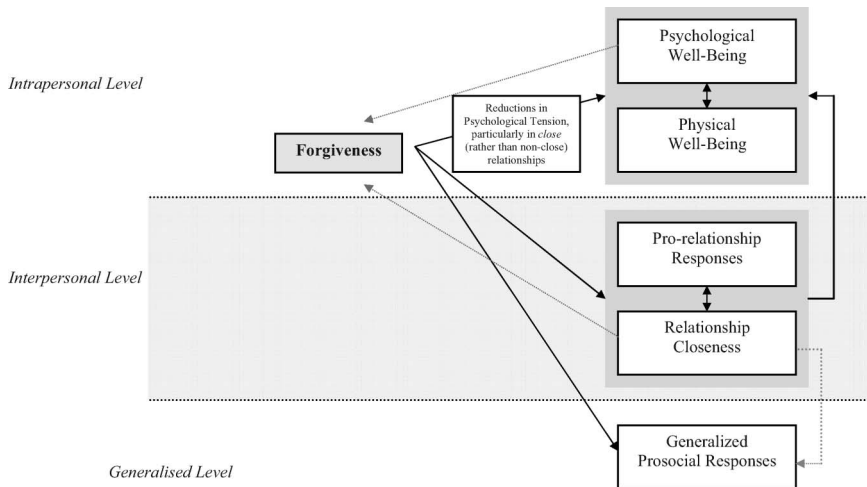 Psychological
Well-Being
Intrapersonal Level
Reductions in
Psychological Tension,
particularly in close
(rather than non-close)
relationships
Physical
Well-Being
Forgiveness
Pro-relationship
Responses
Interpersonal Level
Relationship
Closeness
Generalized
Prosocial Responses
Generalised Level